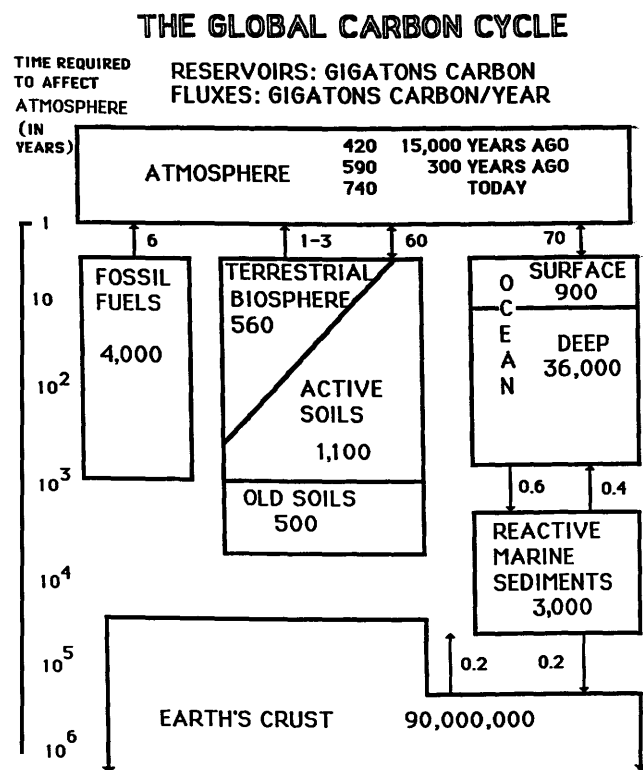 THE GLOBAL CARBON CYCLE
TIME REQUIRED
TO AFFECT
ATMOSPHERE
(IN
YEARS)
RESERVOIRS: GIGATONS CARBON
FLUXES: GIGATONS CARBON/YEAR
ATMOSPHERE
420 15,000 YEARS AGO
590 300 YEARS AGO
740 TODAY
1
6
1-3
60
70
10
10²
10³
10⁴
10⁵
10⁶
FOSSIL
FUELS
4,000
TERRESTRIAL
BIOSPHERE
560
ACTIVE
SOILS
1,100
OLD SOILS
500
OCEAN
SURFACE
900
DEEP
36,000
0.6
0.4
REACTIVE
MARINE
SEDIMENTS
3,000
0.2
0.2
EARTH'S CRUST 90,000,000